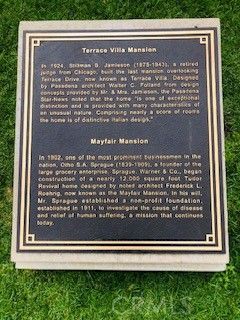 Terrace Villa Mansion
In 1924, Stillman B. Jamieson (1875-1943), a retired
judge from Chicago, built the last mansion overlooking
Terrace Drive, now known as Terrace Villa. Designed
by Pasadena architect Walter C. Folland from design
concepts provided by Mr. & Mrs. Jamieson, the Pasadena
Star-News noted that the home "is one of exceptional
distinction and is provided with many characteristics of
an unusual nature. Comprising nearly a score of rooms
the home is of distinctive Italian design."
Mayfair Mansion
In 1902, one of the most prominent businessmen in the
nation, Otho S.A. Sprague (1839-1909), a founder of the
large grocery enterprise, Sprague, Warner & Co., began
construction of a nearly 12,000 square foot Tudor
Revival home designed by noted architect Frederick L.
Roehrig, now known as the Mayfair Mansion. In his will,
Mr. Sprague established a non-profit foundation,
established in 1911, to investigate the cause of disease
and relief of human suffering, a mission that continues
today.